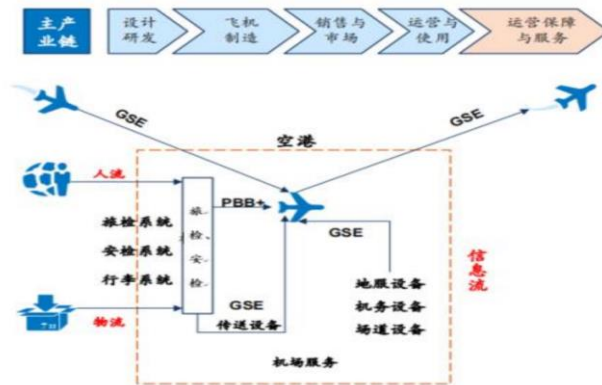 主产
业链
设计
研发
飞机
制造
销售与
市场
运营与
使用
运营保障
与服务
GSE
GSE
空港
人流
PBB+
旅检系统
安检系统
行李系统
旅
检
安
检
GSE
信息流
地服设备
机务设备
场道设备
物流
GSE
传送设备
机场服务